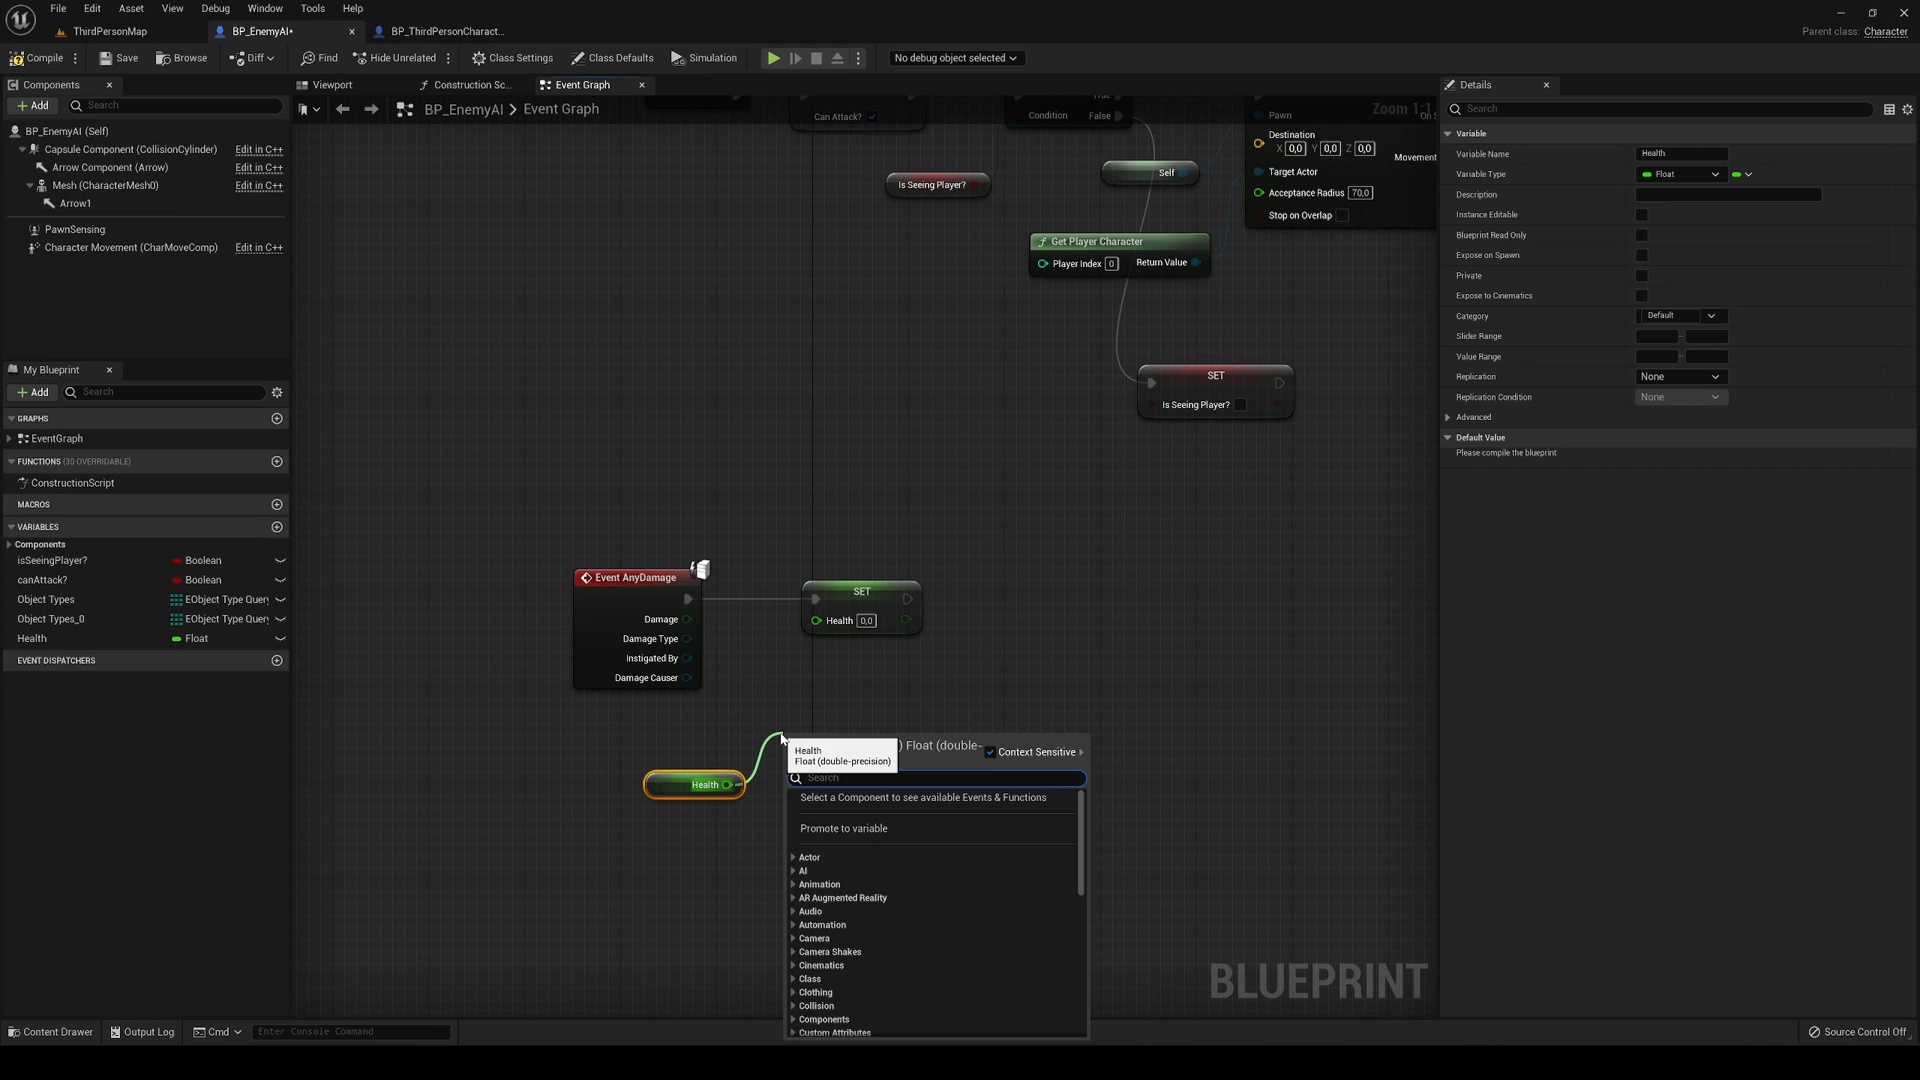 File Edit Asset View Debug Window Tools Help
ThirdPersonMap BP_EnemyAI* BP_ThirdPersonCharact...
Parent class: Character
Compile Save Browse Diff Find Hide Unrelated Class Settings Class Defaults Simulation No debug object selected
Components
Add Search
BP_EnemyAI (Self)
Capsule Component (CollisionCylinder) Edit in C++
Arrow Component (Arrow) Edit in C++
Mesh (CharacterMesh0) Edit in C++
Arrow1
PawnSensing
Character Movement (CharMoveComp) Edit in C++
My Blueprint
Add Search
GRAPHS
EventGraph
FUNCTIONS (30 OVERRIDABLE)
ConstructionScript
MACROS
VARIABLES
Components
isSeeingPlayer? Boolean
canAttack? Boolean
Object Types EObject Type Query
Object Types_0 EObject Type Query
Health Float
EVENT DISPATCHERS
Viewport Construction Sc... Event Graph
BP_EnemyAI > Event Graph
Zoom 1:1
Can Attack?
Condition False
Is Seeing Player?
Self
Pawn
Destination
X 0,0 Y 0,0 Z 0,0
Movement
Target Actor
Acceptance Radius 70,0
Stop on Overlap
Get Player Character
Player Index 0 Return Value
SET
Is Seeing Player?
Event AnyDamage
Damage
Damage Type
Instigated By
Damage Causer
SET
Health 0,0
Health
Health
Float (double-precision)
) Float (double-
Context Sensitive
Search
Select a Component to see available Events & Functions
Promote to variable
Actor
AI
Animation
AR Augmented Reality
Audio
Automation
Camera
Camera Shakes
Cinematics
Class
Clothing
Collision
Components
Custom Attributes
BLUEPRINT
Details
Search
Variable
Variable Name Health
Variable Type Float
Description
Instance Editable
Blueprint Read Only
Expose on Spawn
Private
Expose to Cinematics
Category Default
Slider Range
Value Range
Replication None
Replication Condition None
Advanced
Default Value
Please compile the blueprint
Content Drawer Output Log Cmd Enter Console Command
Source Control Off